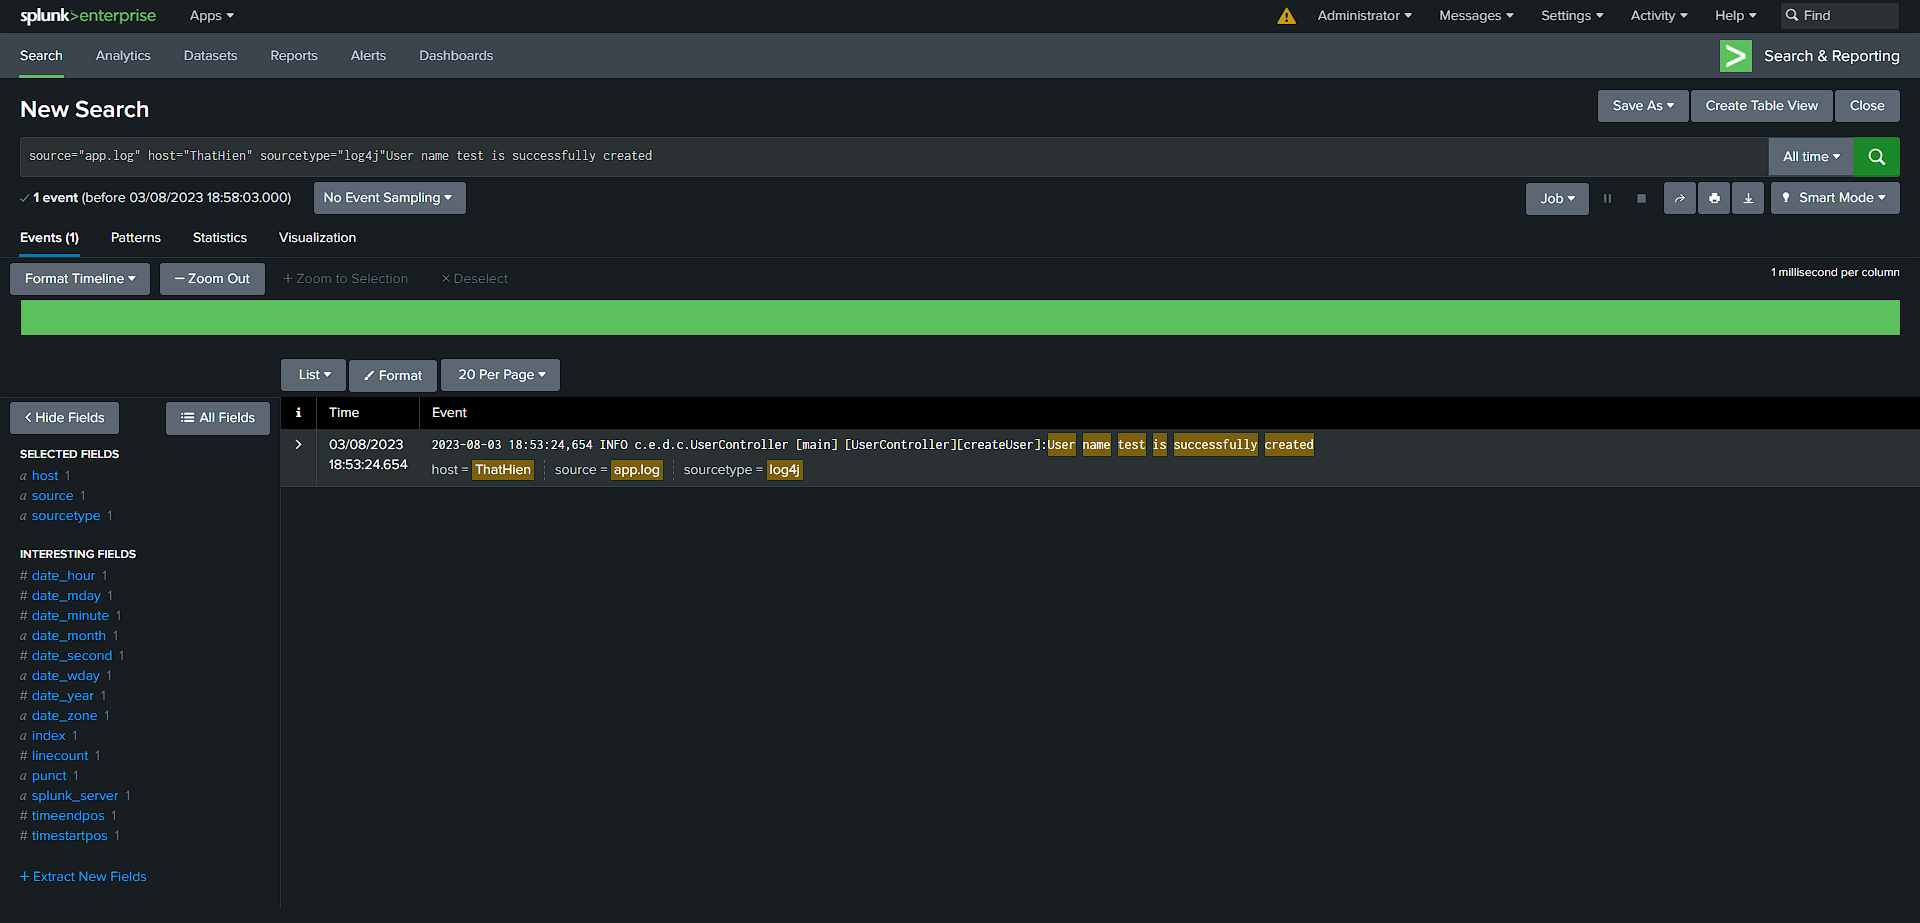 splunk>enterprise Apps Administrator Messages Settings Activity Help Find
Search Analytics Datasets Reports Alerts Dashboards Search & Reporting
New Search Save As Create Table View Close
source="app.log" host="ThatHien" sourcetype="log4j"User name test is successfully created All time
1 event (before 03/08/2023 18:58:03.000) No Event Sampling Job Smart Mode
Events (1) Patterns Statistics Visualization
Format Timeline — Zoom Out + Zoom to Selection × Deselect 1 millisecond per column
List Format 20 Per Page
Hide Fields All Fields
i Time Event
03/08/2023 18:53:24.654
2023-08-03 18:53:24,654 INFO c.e.d.c.UserController [main] [UserController][createUser]:User name test is successfully created
host = ThatHien source = app.log sourcetype = log4j
SELECTED FIELDS
a host 1
a source 1
a sourcetype 1
INTERESTING FIELDS
# date_hour 1
# date_mday 1
# date_minute 1
a date_month 1
# date_second 1
a date_wday 1
# date_year 1
a date_zone 1
a index 1
# linecount 1
a punct 1
a splunk_server 1
# timeendpos 1
# timestartpos 1
+ Extract New Fields